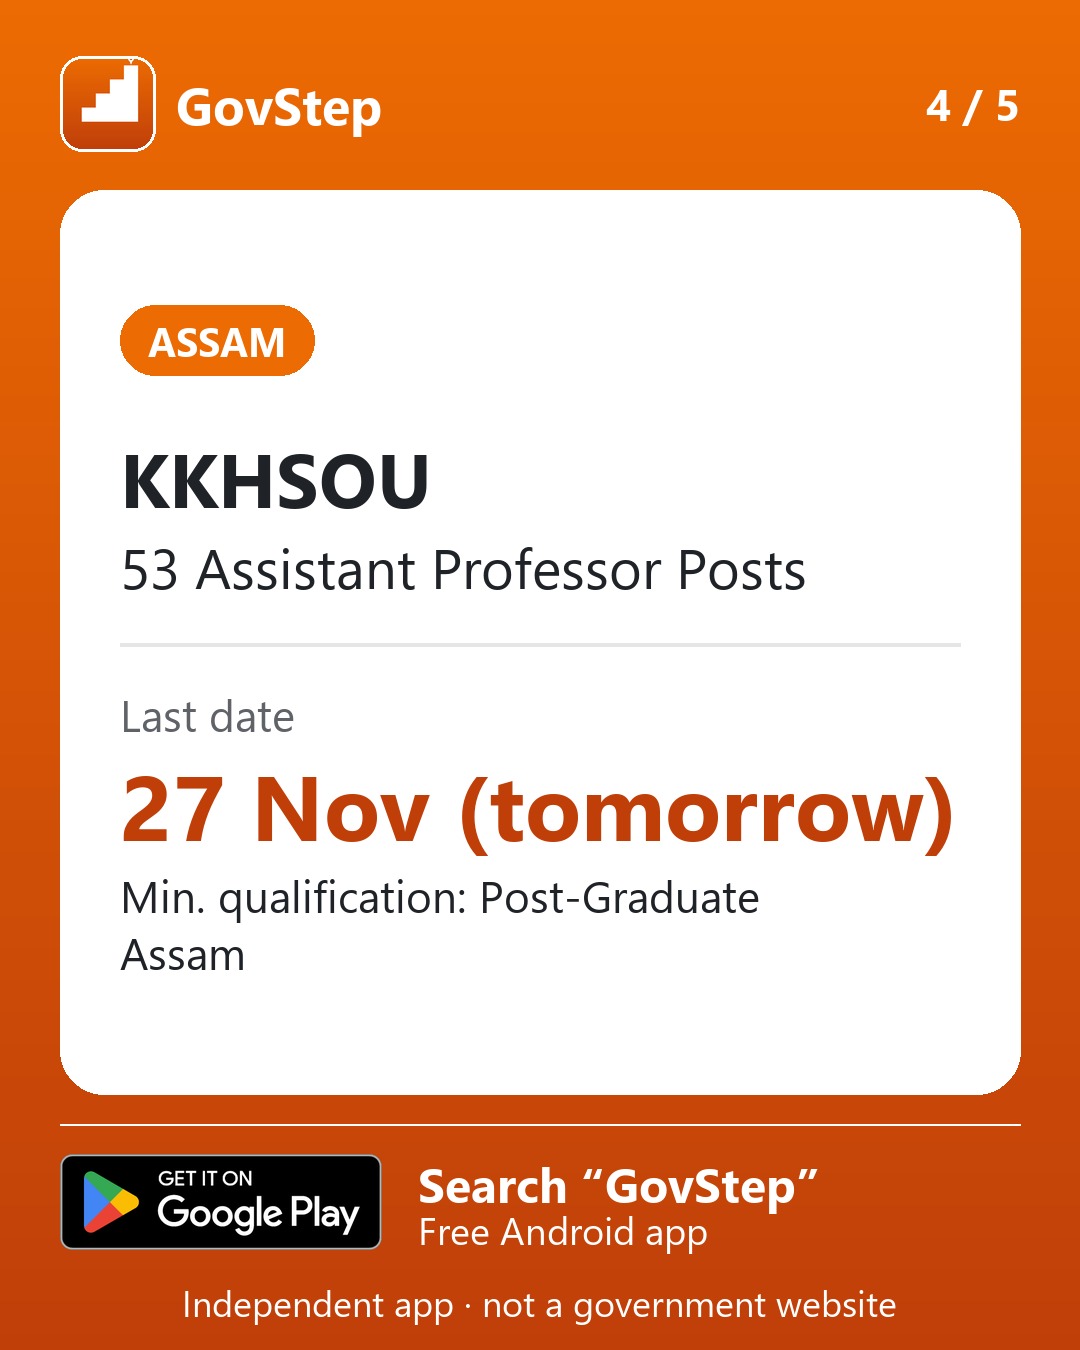 GovStep
4 / 5
ASSAM
KKHSOU
53 Assistant Professor Posts
Last date
27 Nov (tomorrow)
Min. qualification: Post-Graduate
Assam
GET IT ON
Google Play
Search “GovStep”
Free Android app
Independent app · not a government website